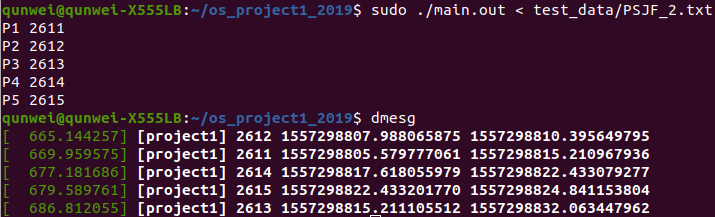 qunwei@qunwei-X555LB:~/os_project1_2019$ sudo ./main.out < test_data/PSJF_2.txt
P1 2611
P2 2612
P3 2613
P4 2614
P5 2615
qunwei@qunwei-X555LB:~/os_project1_2019$ dmesg
[  665.144257] [project1] 2612 1557298807.988065875 1557298810.395649795
[  669.959575] [project1] 2611 1557298805.579777061 1557298815.210967936
[  677.181686] [project1] 2614 1557298817.618055979 1557298822.433079277
[  679.589761] [project1] 2615 1557298822.433201770 1557298824.841153804
[  686.812055] [project1] 2613 1557298815.211105512 1557298832.063447962